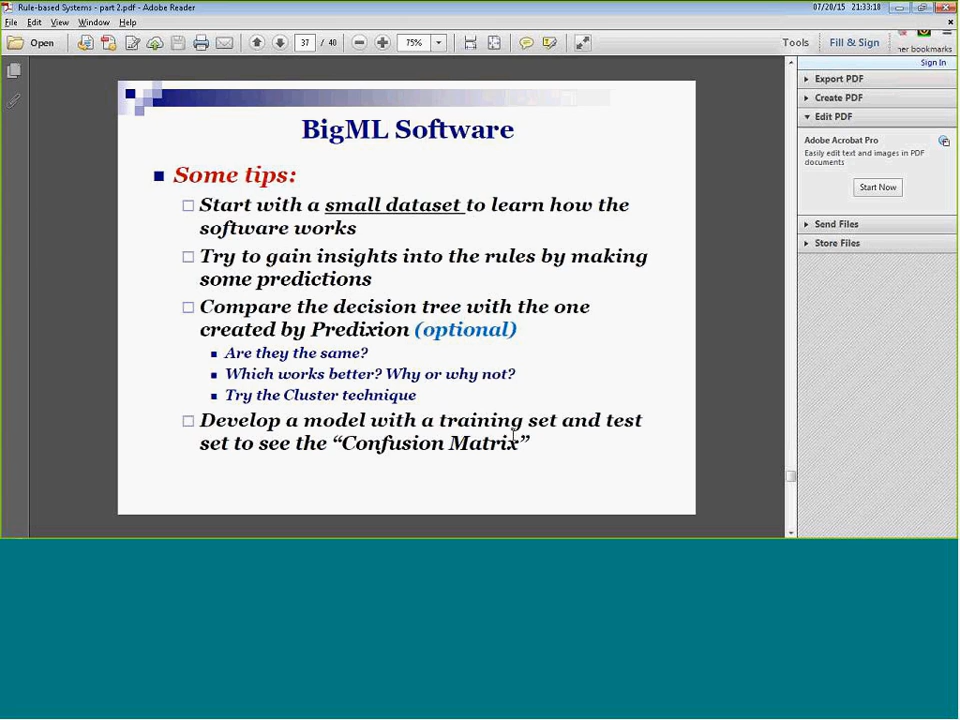 Rule-based Systems - part 2.pdf - Adobe Reader
07/20/15 21:33:18
File Edit View Window Help
Open
37 / 40
75%
Tools Fill & Sign
her bookmarks
Sign In
BigML Software
Some tips:
Start with a small dataset to learn how the
software works
Try to gain insights into the rules by making
some predictions
Compare the decision tree with the one
created by Predixion (optional)
Are they the same?
Which works better? Why or why not?
Try the Cluster technique
Develop a model with a training set and test
set to see the “Confusion Matrix”
Export PDF
Create PDF
Edit PDF
Adobe Acrobat Pro
Easily edit text and images in PDF
documents
Start Now
Send Files
Store Files